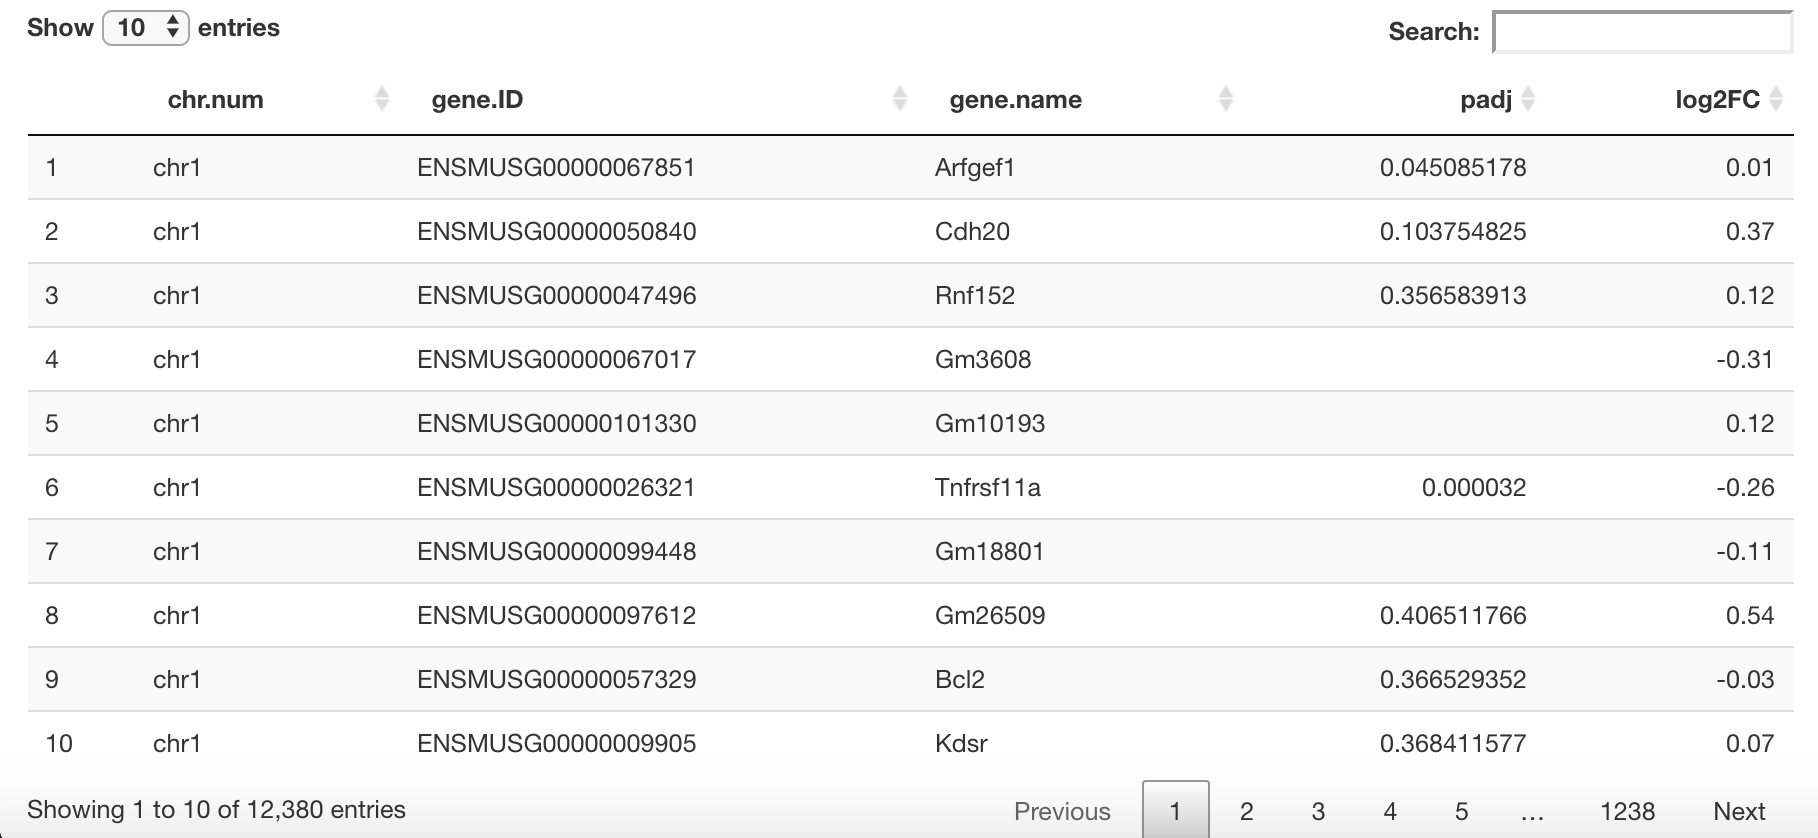 Show 10 entries Search:
chr.num gene.ID gene.name padj log2FC
1 chr1 ENSMUSG00000067851 Arfgef1 0.045085178 0.01
2 chr1 ENSMUSG00000050840 Cdh20 0.103754825 0.37
3 chr1 ENSMUSG00000047496 Rnf152 0.356583913 0.12
4 chr1 ENSMUSG00000067017 Gm3608 -0.31
5 chr1 ENSMUSG00000101330 Gm10193 0.12
6 chr1 ENSMUSG00000026321 Tnfrsf11a 0.000032 -0.26
7 chr1 ENSMUSG00000099448 Gm18801 -0.11
8 chr1 ENSMUSG00000097612 Gm26509 0.406511766 0.54
9 chr1 ENSMUSG00000057329 Bcl2 0.366529352 -0.03
10 chr1 ENSMUSG00000009905 Kdsr 0.368411577 0.07
Showing 1 to 10 of 12,380 entries Previous 1 2 3 4 5 … 1238 Next